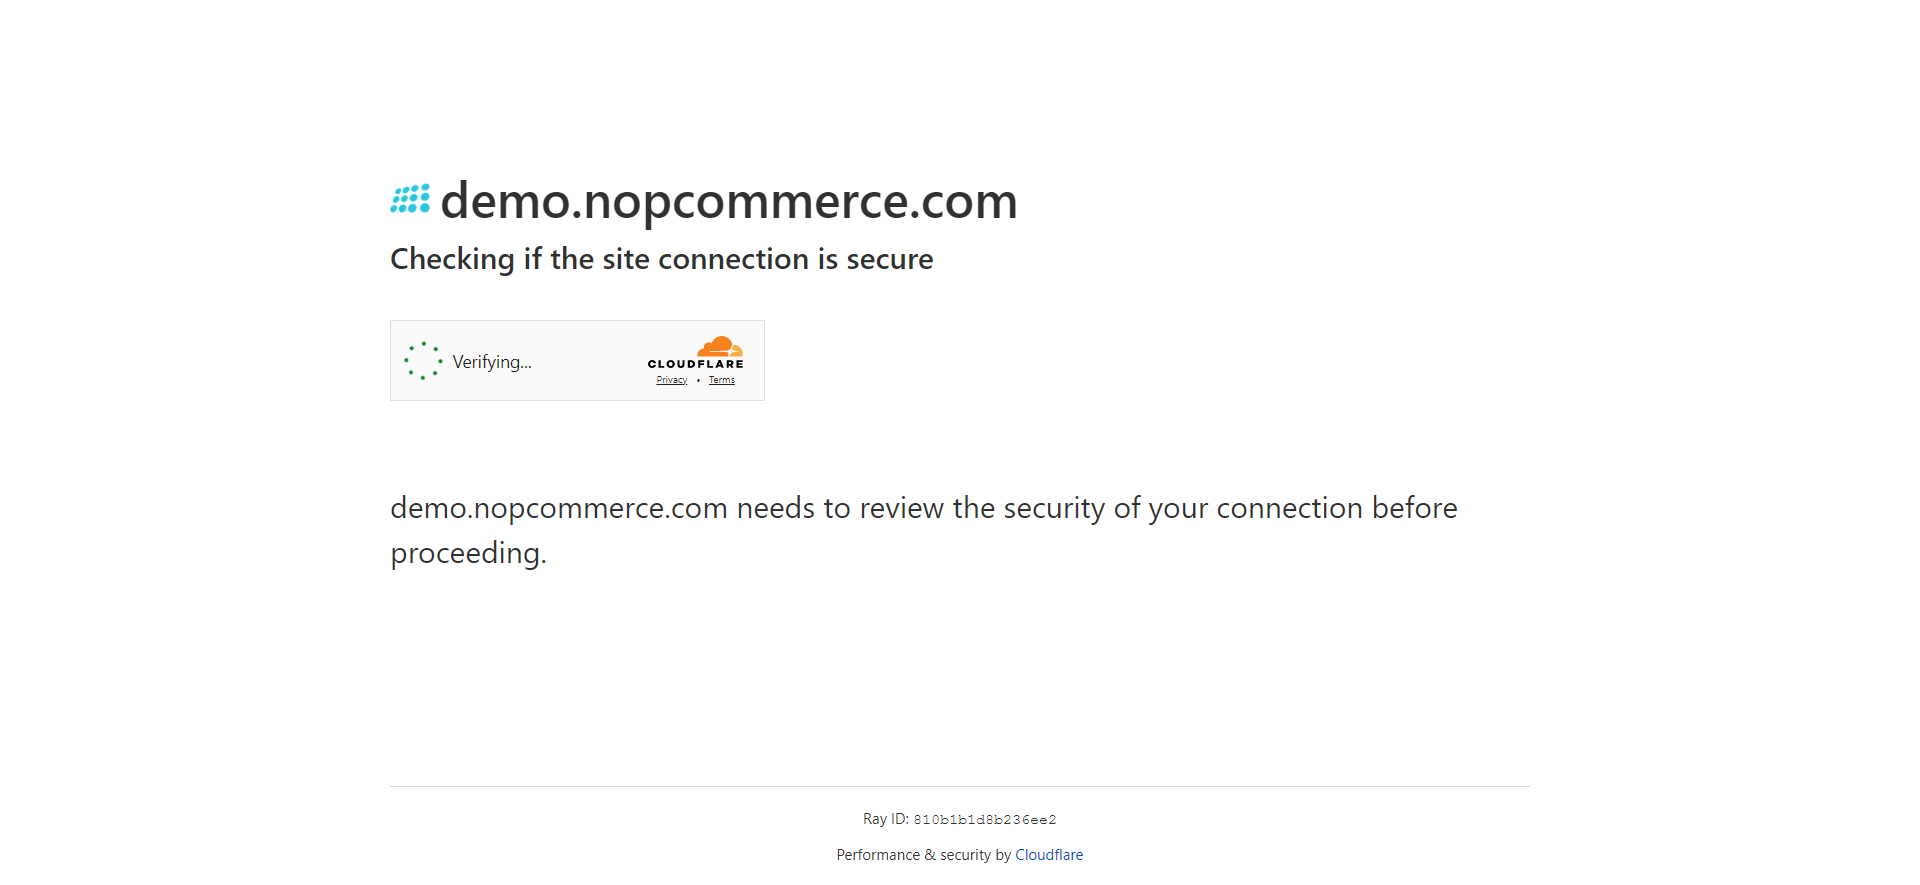 demo.nopcommerce.com
Checking if the site connection is secure
Verifying...
CLOUDFLARE
Privacy • Terms
demo.nopcommerce.com needs to review the security of your connection before
proceeding.
Ray ID: 810b1b1d8b236ee2
Performance & security by Cloudflare